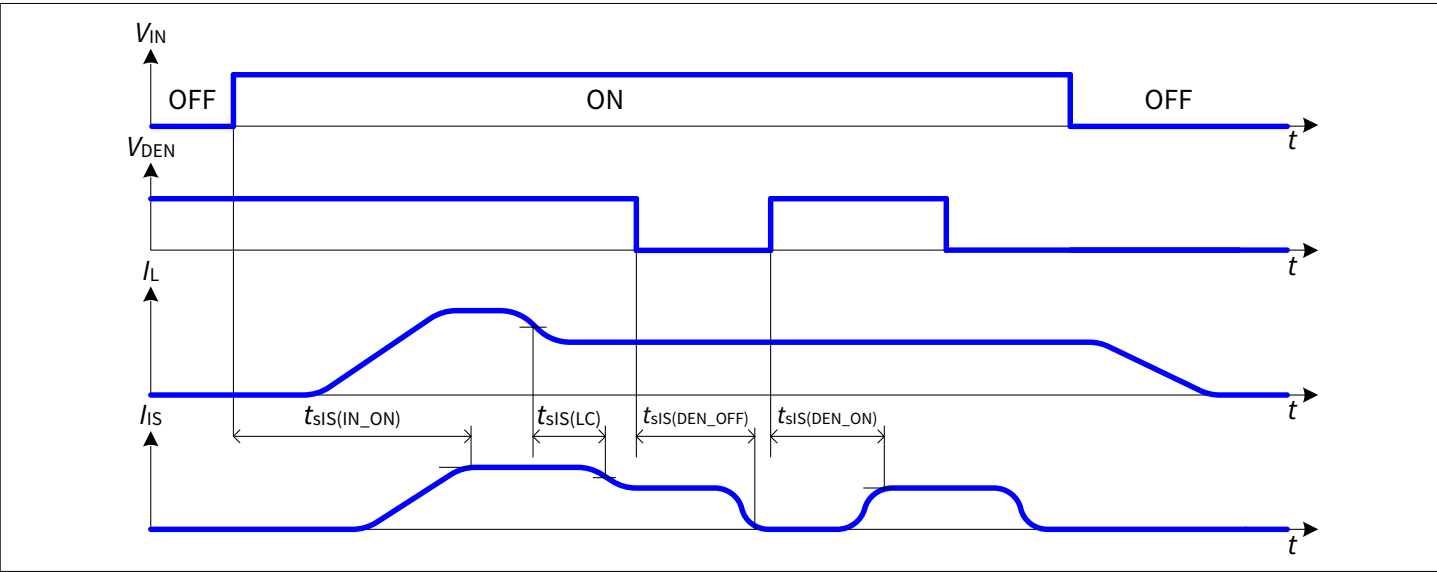 VIN
OFF ON OFF
t
VDEN
t
IL
t
IIS
tsIS(IN_ON) tsIS(LC) tsIS(DEN_OFF) tsIS(DEN_ON)
t